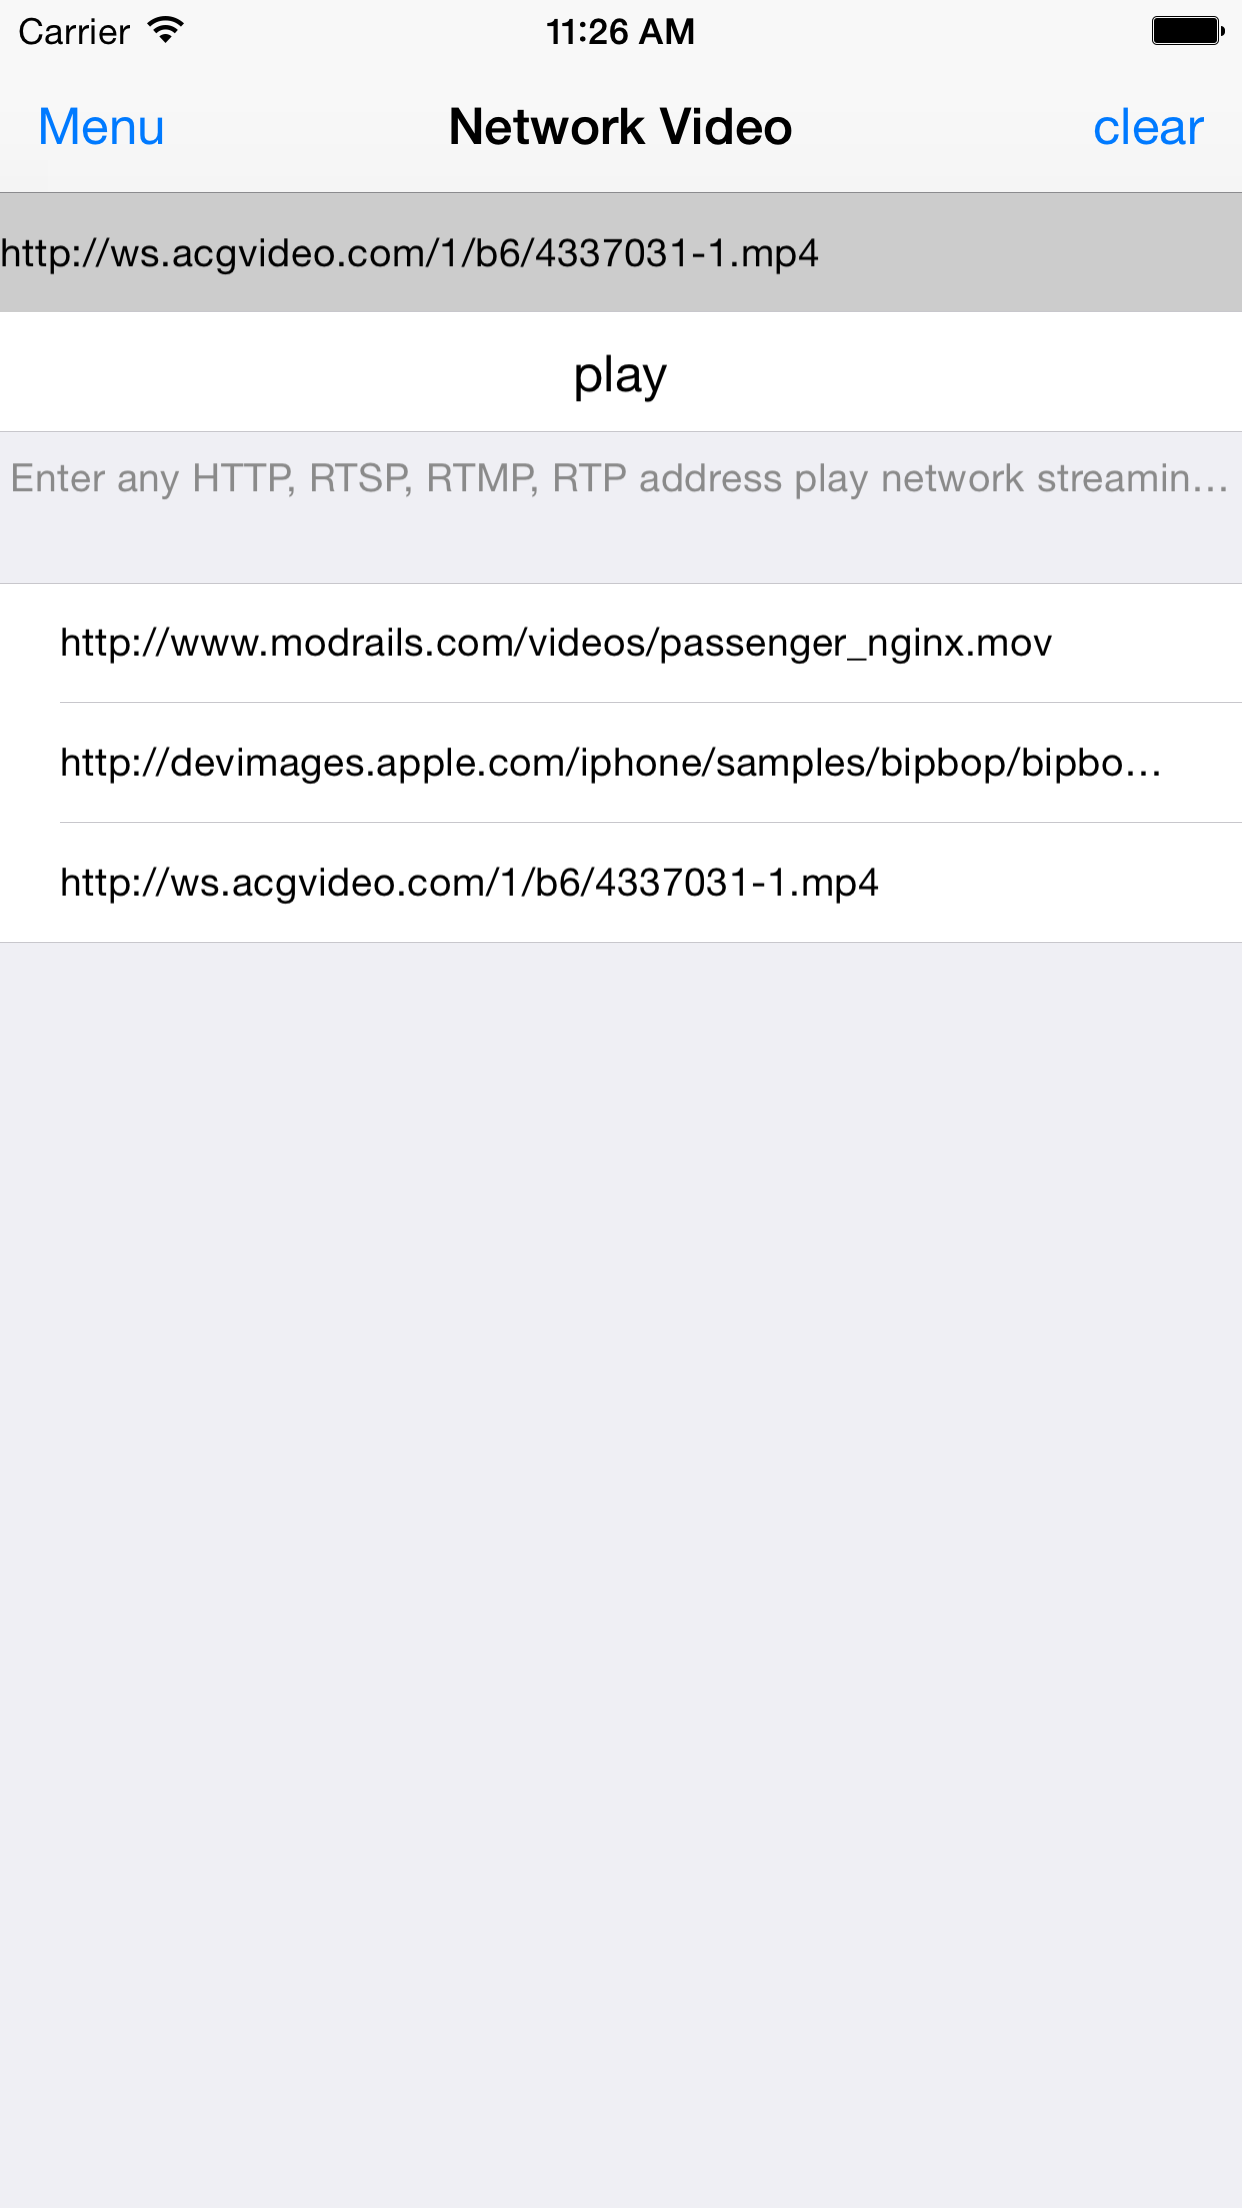 Carrier 11:26 AM
Menu Network Video clear
http://ws.acgvideo.com/1/b6/4337031-1.mp4
play
Enter any HTTP, RTSP, RTMP, RTP address play network streamin...
http://www.modrails.com/videos/passenger_nginx.mov
http://devimages.apple.com/iphone/samples/bipbop/bipbo...
http://ws.acgvideo.com/1/b6/4337031-1.mp4